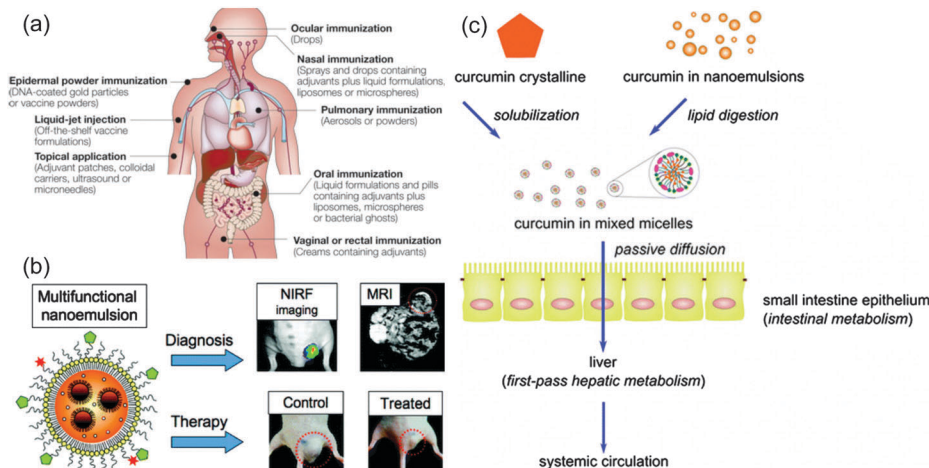 (a)
Ocular immunization
(Drops)
Nasal immunization
(Sprays and drops containing
adjuvants plus liquid formulations,
liposomes or microspheres)
Pulmonary immunization
(Aerosols or powders)
Epidermal powder immunization
(DNA-coated gold particles
or vaccine powders)
Liquid-jet injection
(Off-the-shelf vaccine
formulations)
Topical application
(Adjuvant patches, colloidal
carriers, ultrasound or
microneedles)
Oral immunization
(Liquid formulations and pills
containing adjuvants plus
liposomes, microspheres
or bacterial ghosts)
Vaginal or rectal immunization
(Creams containing adjuvants)
(b)
Multifunctional
nanoemulsion
Diagnosis
NIRF
imaging
MRI
Therapy
Control
Treated
(c)
curcumin crystalline
curcumin in nanoemulsions
solubilization
lipid digestion
curcumin in mixed micelles
passive diffusion
small intestine epithelium
(intestinal metabolism)
liver
(first-pass hepatic metabolism)
systemic circulation